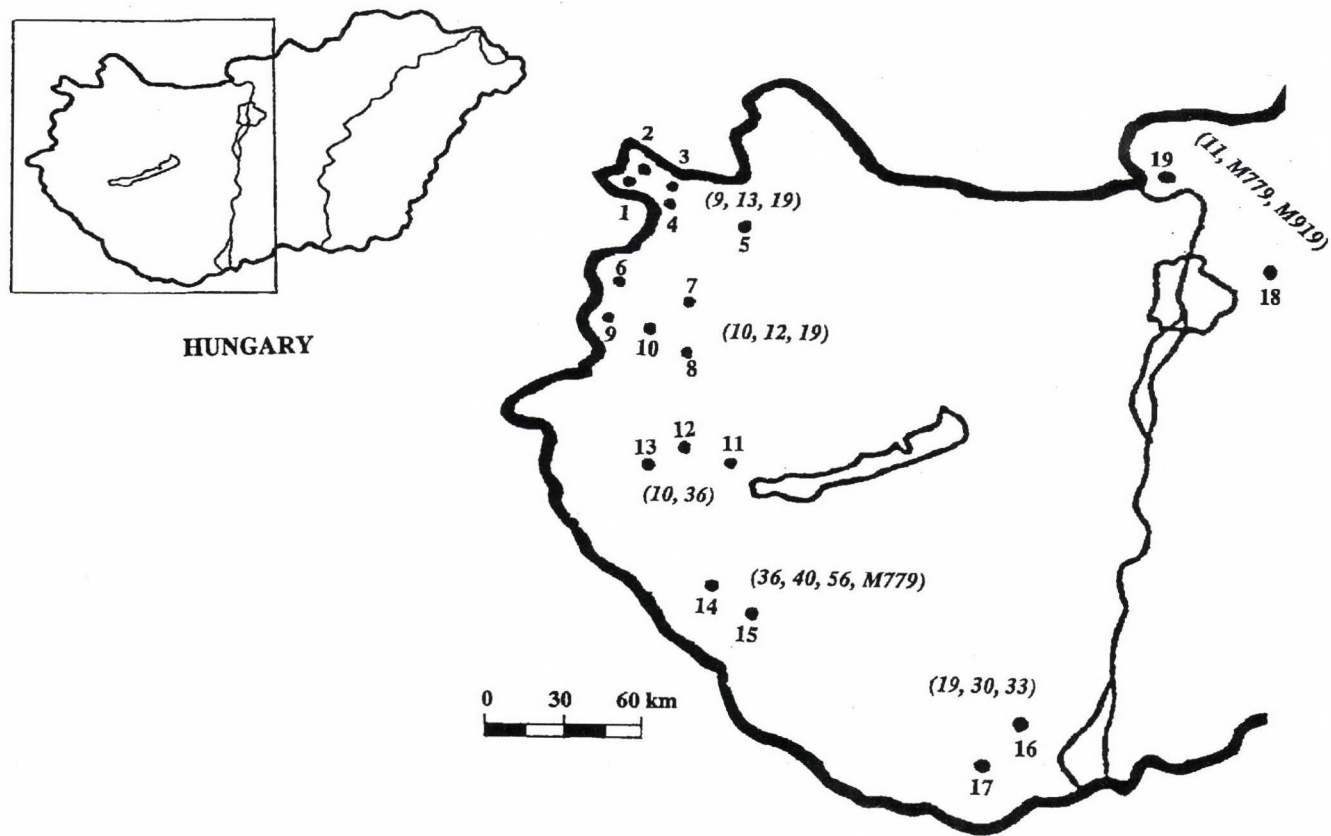 HUNGARY
2
3
1
4
(9, 13, 19)
5
19
(11, M779, M919)
18
6
7
9
10
(10, 12, 19)
8
13
12
11
(10, 36)
14
(36, 40, 56, M779)
15
0 30 60 km
(19, 30, 33)
16
17